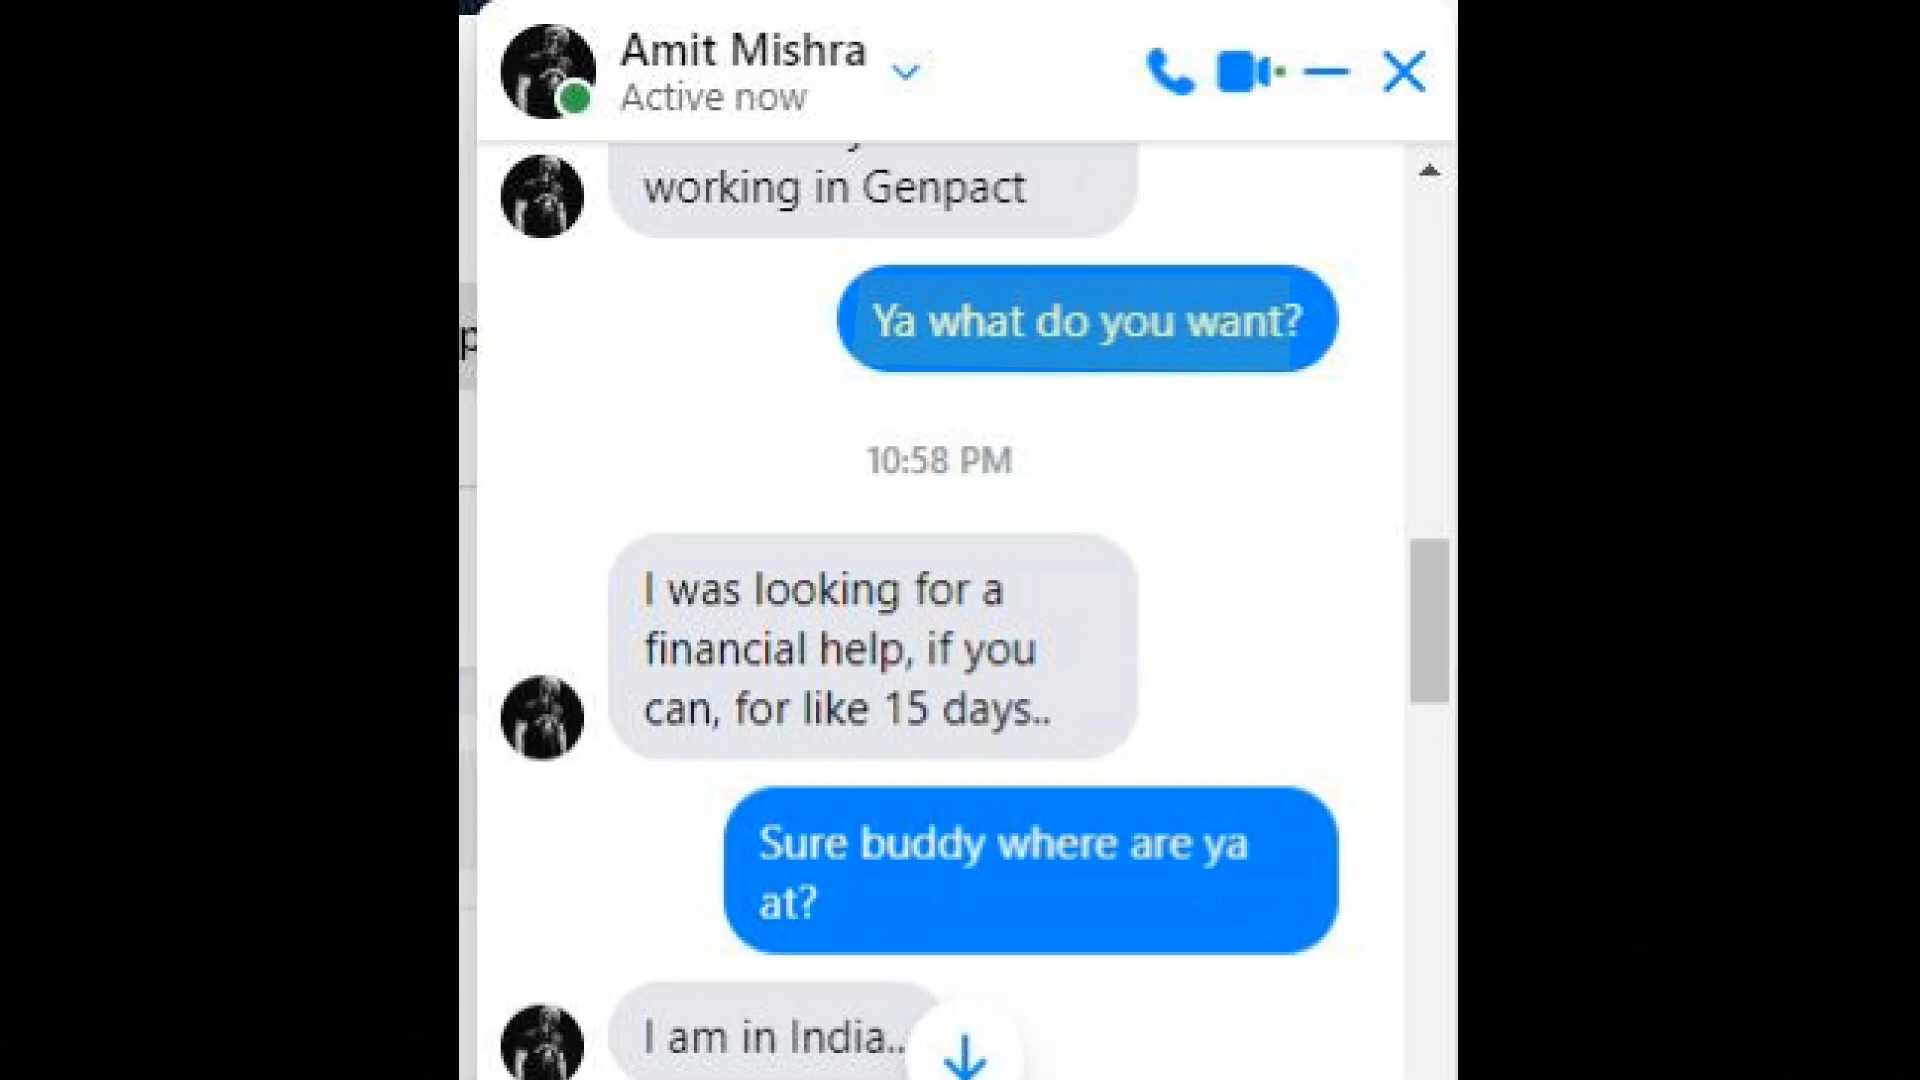 Amit Mishra
Active now
working in Genpact
Ya what do you want?
10:58 PM
I was looking for a
financial help, if you
can, for like 15 days..
Sure buddy where are ya
at?
I am in India..